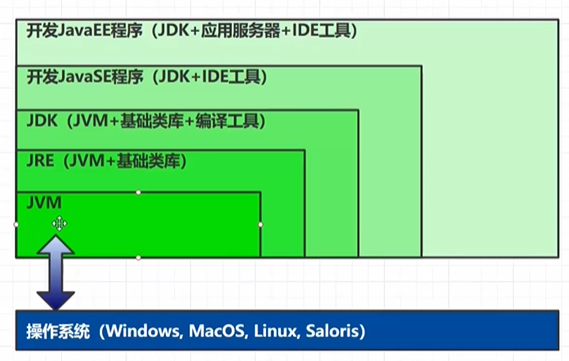 开发JavaEE程序（JDK+应用服务器+IDE工具）
开发JavaSE程序（JDK+IDE工具）
JDK（JVM+基础类库+编译工具）
JRE（JVM+基础类库）
JVM
操作系统（Windows, MacOS, Linux, Saloris）